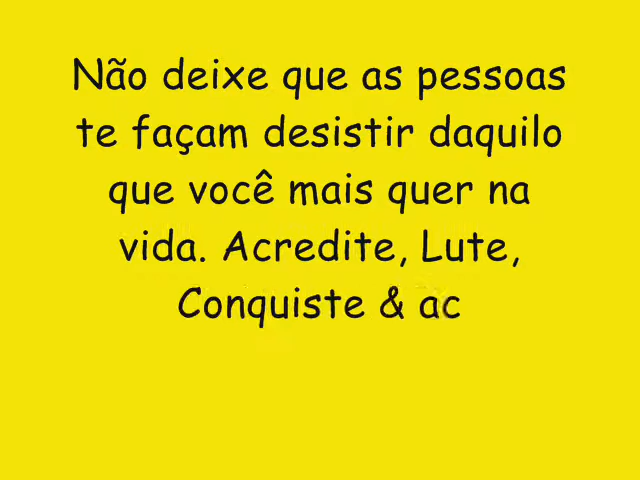 Não deixe que as pessoas
te façam desistir daquilo
que você mais quer na
vida. Acredite, Lute,
Conquiste & ac